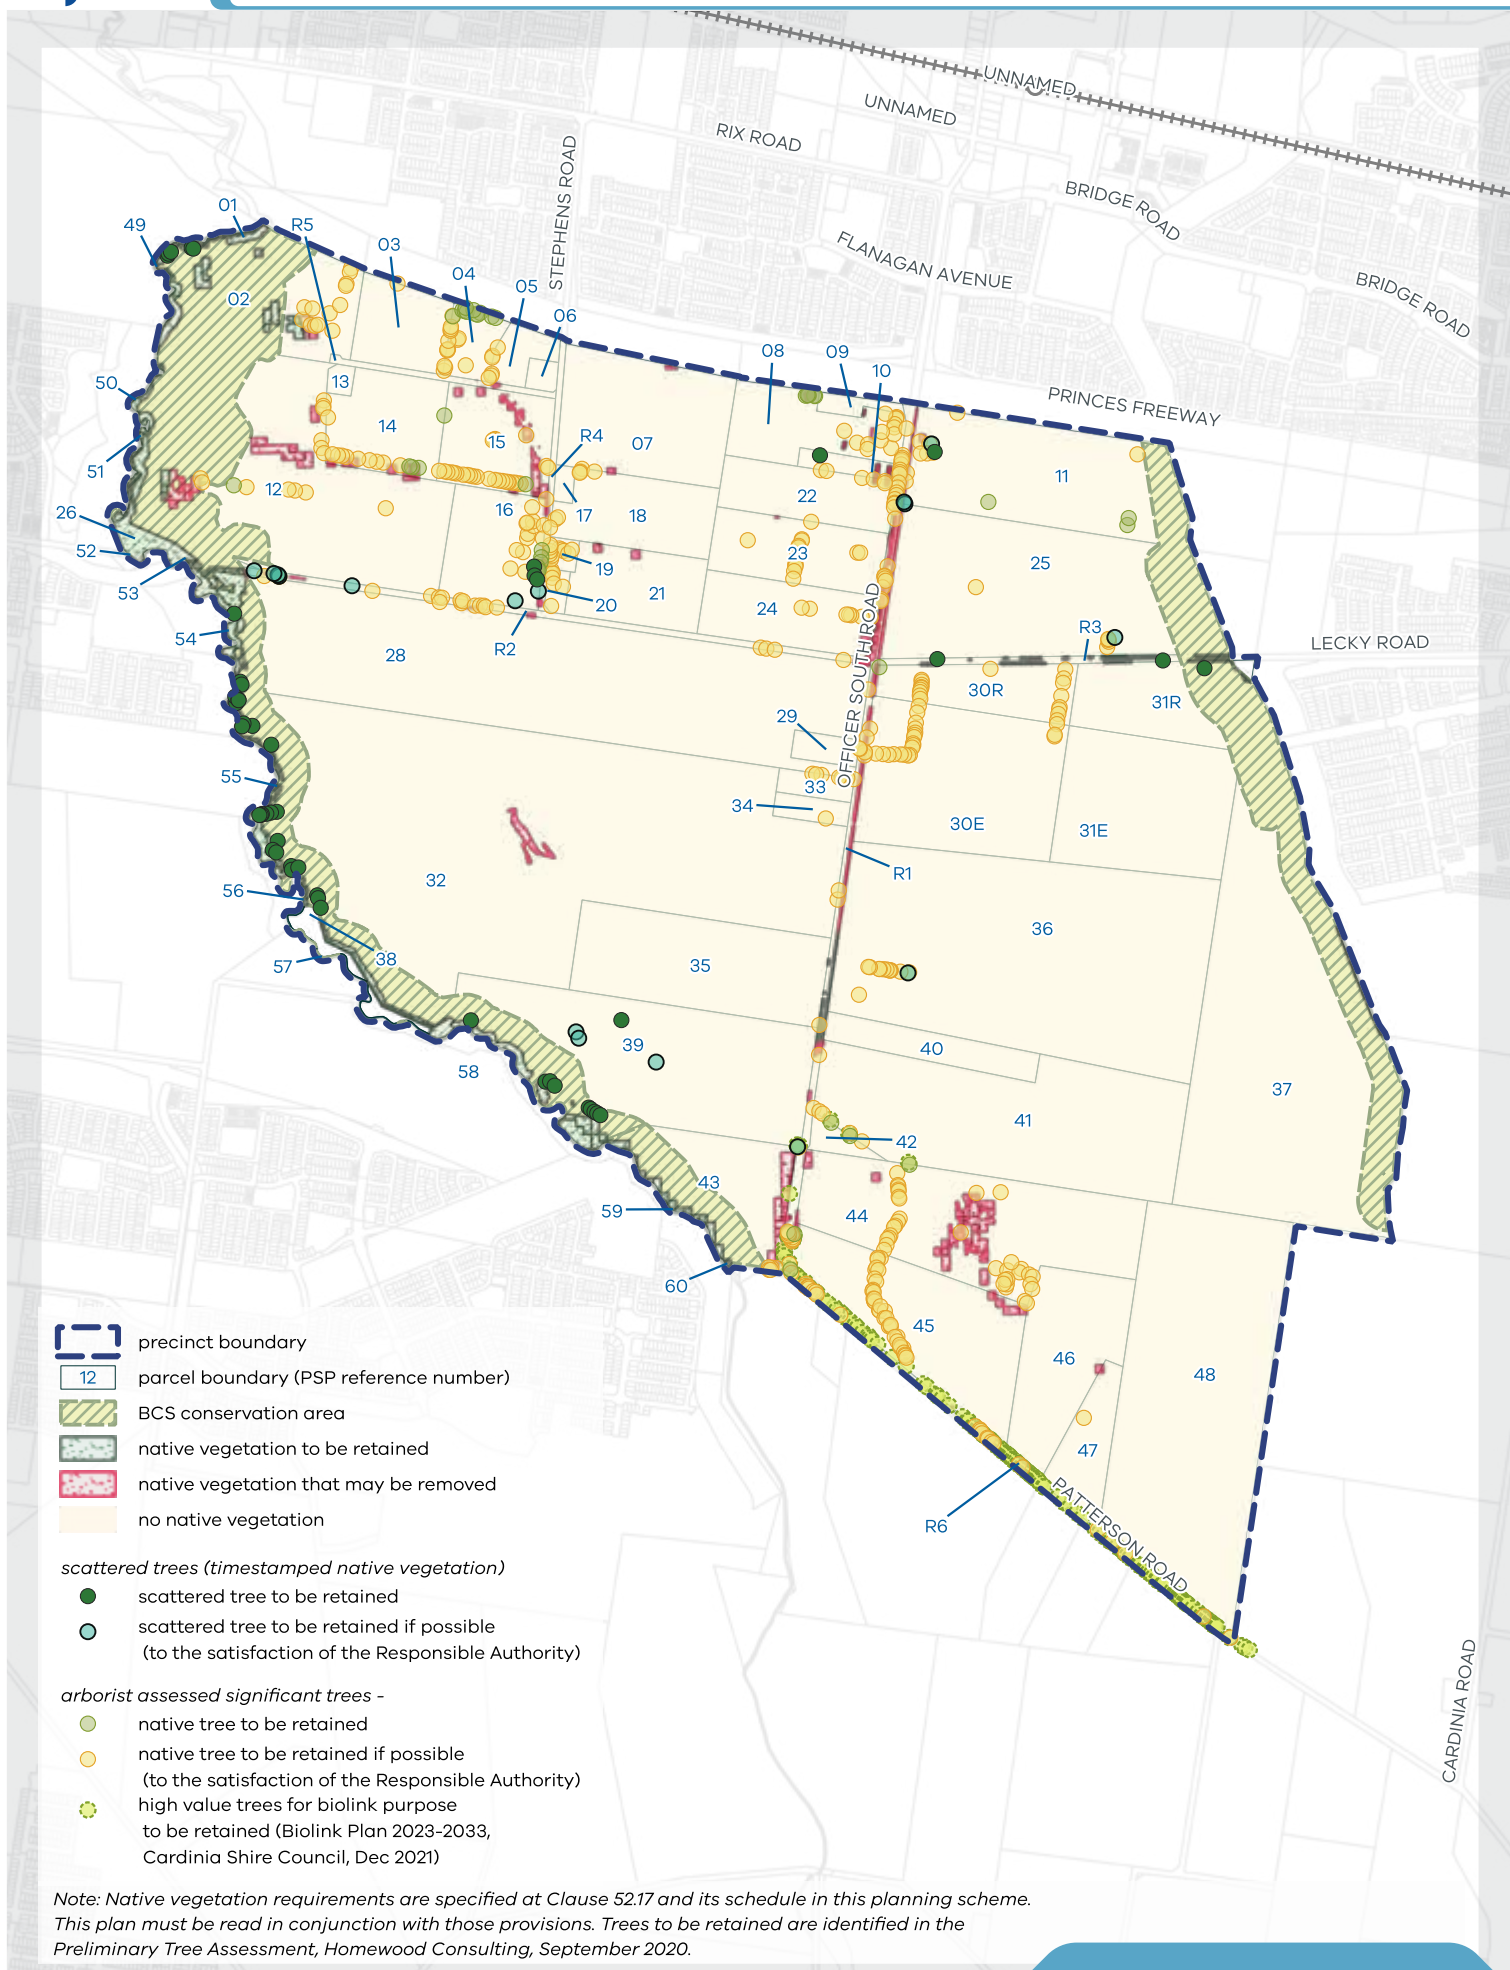 UNNAMED
UNNAMED
RIX ROAD
BRIDGE ROAD
STEPHENS ROAD
FLANAGAN AVENUE
BRIDGE ROAD
01
49
R5
03
04
05
06
02
08
09
10
PRINCES FREEWAY
50
13
14
15
R4
07
51
11
12
16
17
18
22
26
52
23
25
53
19
20
21
24
54
R2
28
R3
LECKY ROAD
30R
31R
29
OFFICER SOUTH ROAD
55
33
34
30E
31E
R1
32
56
36
38
57
35
39
40
58
37
41
42
43
59
44
60
45
46
48
47
R6
PATTERSON ROAD
CARDINIA ROAD
precinct boundary
12 parcel boundary (PSP reference number)
BCS conservation area
native vegetation to be retained
native vegetation that may be removed
no native vegetation
scattered trees (timestamped native vegetation)
scattered tree to be retained
scattered tree to be retained if possible
(to the satisfaction of the Responsible Authority)
arborist assessed significant trees -
native tree to be retained
native tree to be retained if possible
(to the satisfaction of the Responsible Authority)
high value trees for biolink purpose
to be retained (Biolink Plan 2023-2033,
Cardinia Shire Council, Dec 2021)
Note: Native vegetation requirements are specified at Clause 52.17 and its schedule in this planning scheme.
This plan must be read in conjunction with those provisions. Trees to be retained are identified in the
Preliminary Tree Assessment, Homewood Consulting, September 2020.